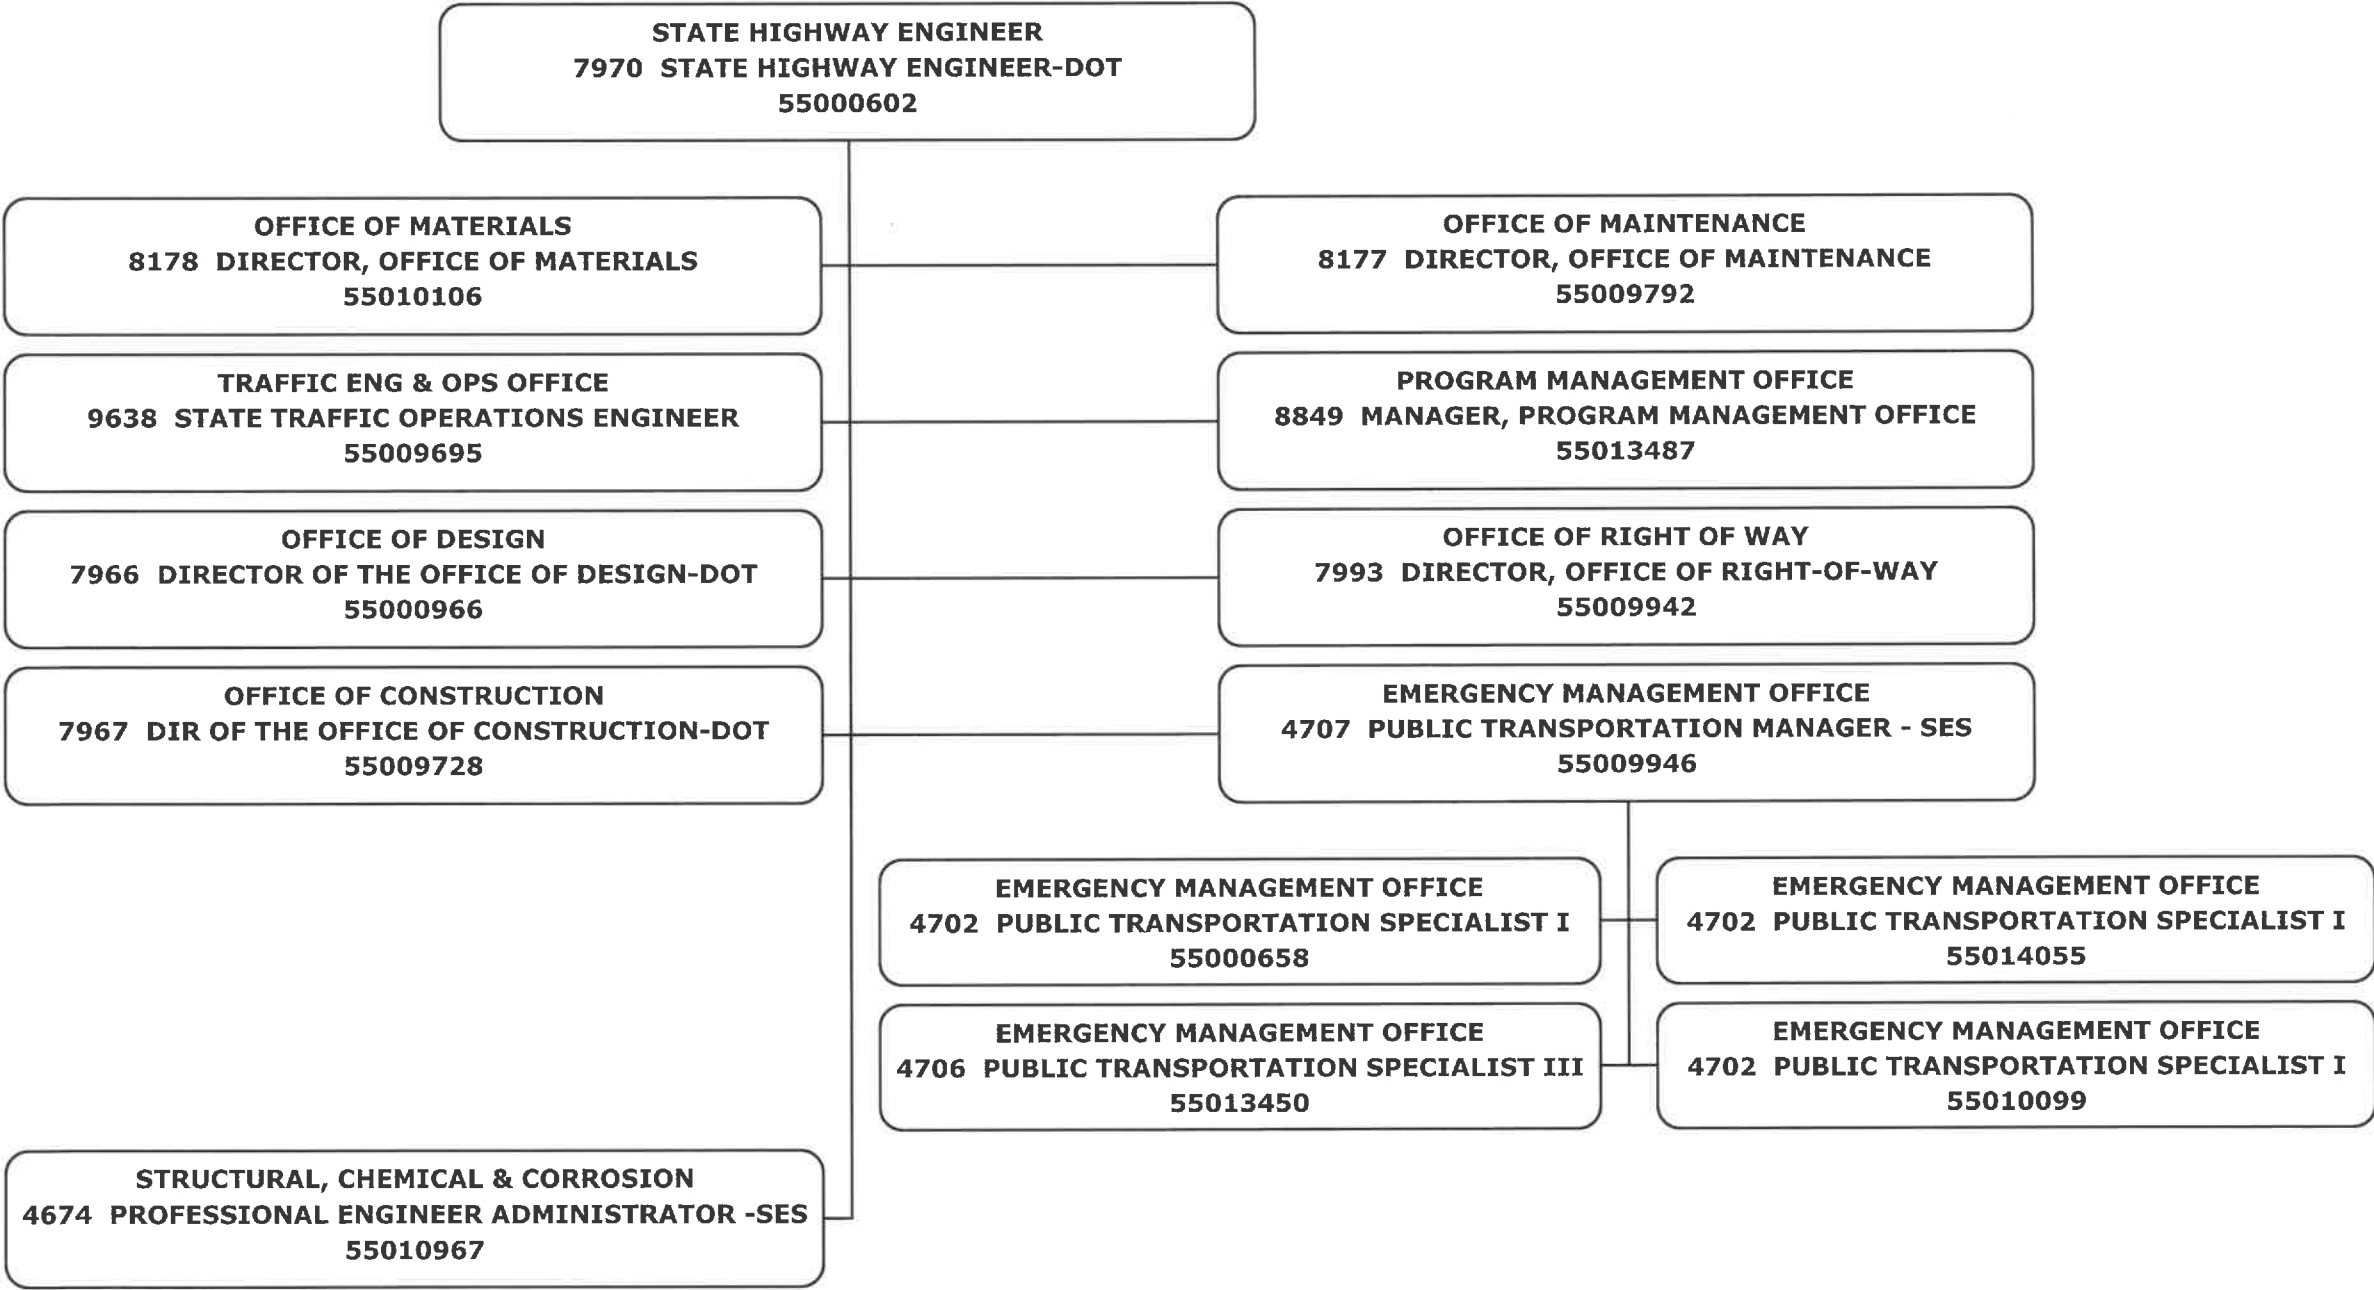 STATE HIGHWAY ENGINEER
7970 STATE HIGHWAY ENGINEER-DOT
55000602
OFFICE OF MATERIALS
8178 DIRECTOR, OFFICE OF MATERIALS
55010106
OFFICE OF MAINTENANCE
8177 DIRECTOR, OFFICE OF MAINTENANCE
55009792
TRAFFIC ENG & OPS OFFICE
9638 STATE TRAFFIC OPERATIONS ENGINEER
55009695
PROGRAM MANAGEMENT OFFICE
8849 MANAGER, PROGRAM MANAGEMENT OFFICE
55013487
OFFICE OF DESIGN
7966 DIRECTOR OF THE OFFICE OF DESIGN-DOT
55000966
OFFICE OF RIGHT OF WAY
7993 DIRECTOR, OFFICE OF RIGHT-OF-WAY
55009942
OFFICE OF CONSTRUCTION
7967 DIR OF THE OFFICE OF CONSTRUCTION-DOT
55009728
EMERGENCY MANAGEMENT OFFICE
4707 PUBLIC TRANSPORTATION MANAGER - SES
55009946
EMERGENCY MANAGEMENT OFFICE
4702 PUBLIC TRANSPORTATION SPECIALIST I
55000658
EMERGENCY MANAGEMENT OFFICE
4702 PUBLIC TRANSPORTATION SPECIALIST I
55014055
EMERGENCY MANAGEMENT OFFICE
4706 PUBLIC TRANSPORTATION SPECIALIST III
55013450
EMERGENCY MANAGEMENT OFFICE
4702 PUBLIC TRANSPORTATION SPECIALIST I
55010099
STRUCTURAL, CHEMICAL & CORROSION
4674 PROFESSIONAL ENGINEER ADMINISTRATOR -SES
55010967